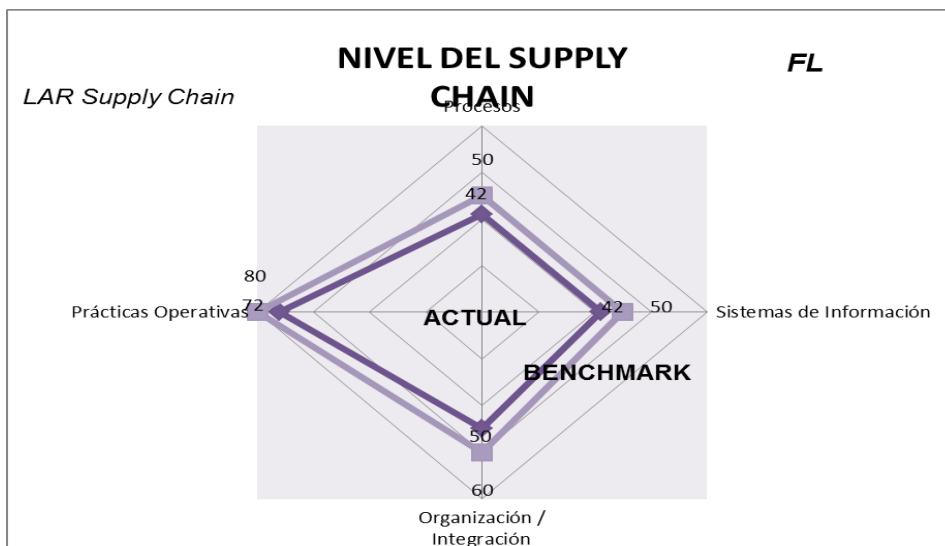 NIVEL DEL SUPPLY
CHAIN
FL
LAR Supply Chain
Procesos
50
42
80
72
Prácticas Operativas
ACTUAL
42
50
Sistemas de Información
BENCHMARK
50
60
Organización /
Integración